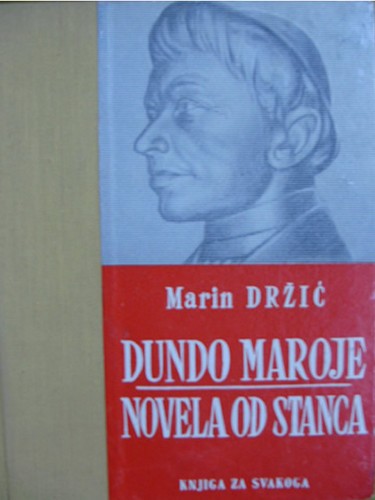 Marin DRŽIĆ
DUNDO MAROJE
NOVELA OD STANCA
KNJIGA ZA SVAKOGA